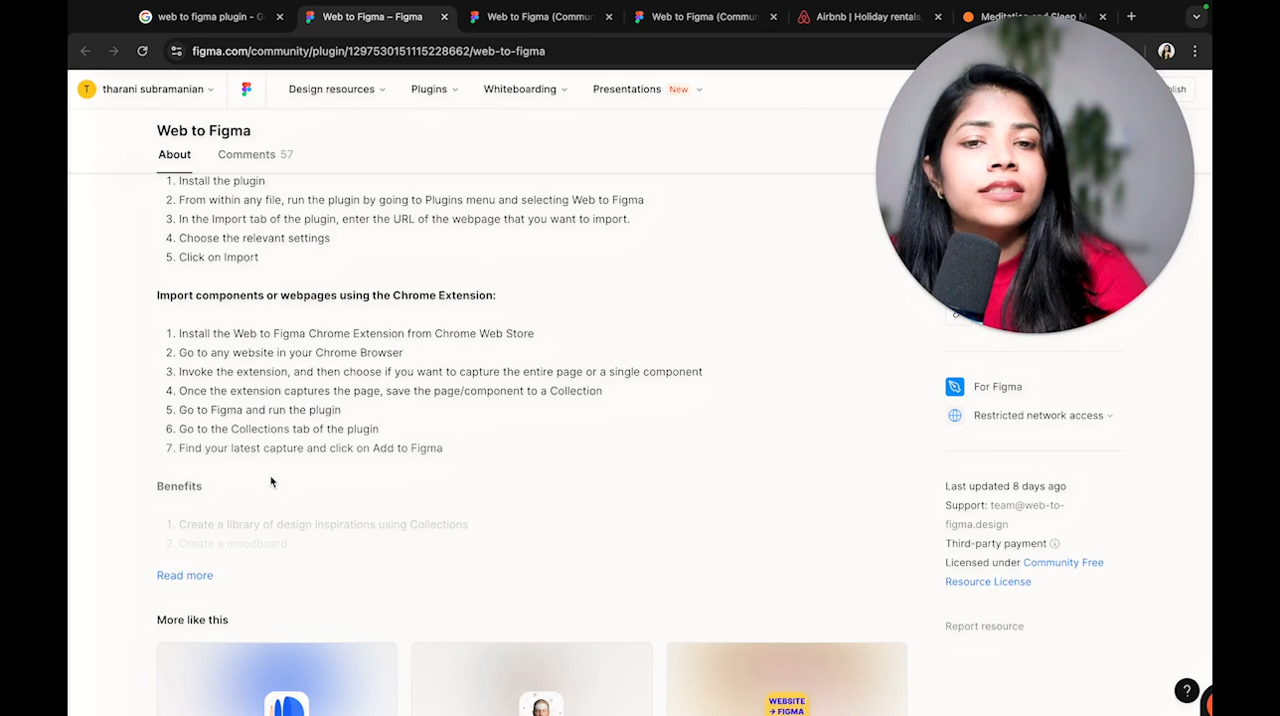 web to figma plugin - G
Web to Figma – Figma
Web to Figma (Commun
Web to Figma (Commun
Airbnb | Holiday rentals,
Meditation and Sleep M
figma.com/community/plugin/1297530151115228662/web-to-figma
T
tharani subramanian
Design resources
Plugins
Whiteboarding
Presentations New
Web to Figma
About
Comments 57
1. Install the plugin
2. From within any file, run the plugin by going to Plugins menu and selecting Web to Figma
3. In the Import tab of the plugin, enter the URL of the webpage that you want to import.
4. Choose the relevant settings
5. Click on Import
Import components or webpages using the Chrome Extension:
1. Install the Web to Figma Chrome Extension from Chrome Web Store
2. Go to any website in your Chrome Browser
3. Invoke the extension, and then choose if you want to capture the entire page or a single component
4. Once the extension captures the page, save the page/component to a Collection
5. Go to Figma and run the plugin
6. Go to the Collections tab of the plugin
7. Find your latest capture and click on Add to Figma
Benefits
1. Create a library of design inspirations using Collections
2. Create a moodboard
Read more
More like this
WEBSITE
→ FIGMA
For Figma
Restricted network access
Last updated 8 days ago
Support: team@web-to-
figma.design
Third-party payment
Licensed under Community Free
Resource License
Report resource
?